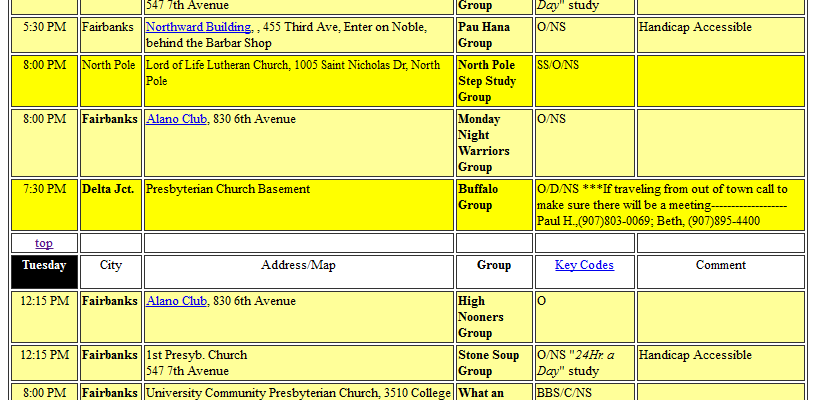 547 7th Avenue Group Day" study
5:30 PM Fairbanks Northward Building, , 455 Third Ave, Enter on Noble, Pau Hana O/NS Handicap Accessible
behind the Barbar Shop Group
8:00 PM North Pole Lord of Life Lutheran Church, 1005 Saint Nicholas Dr, North North Pole SS/O/NS
Pole Step Study
Group
8:00 PM Fairbanks Alano Club, 830 6th Avenue Monday O/NS
Night
Warriors
Group
7:30 PM Delta Jct. Presbyterian Church Basement Buffalo O/D/NS ***If traveling from out of town call to
Group make sure there will be a meeting-------------------
Paul H.,(907)803-0069; Beth, (907)895-4400
top
Tuesday City Address/Map Group Key Codes Comment
12:15 PM Fairbanks Alano Club, 830 6th Avenue High O
Nooners
Group
12:15 PM Fairbanks 1st Presyb. Church Stone Soup O/NS "24Hr. a Handicap Accessible
547 7th Avenue Group Day" study
8:00 PM Fairbanks University Community Presbyterian Church, 3510 College What an BBS/C/NS